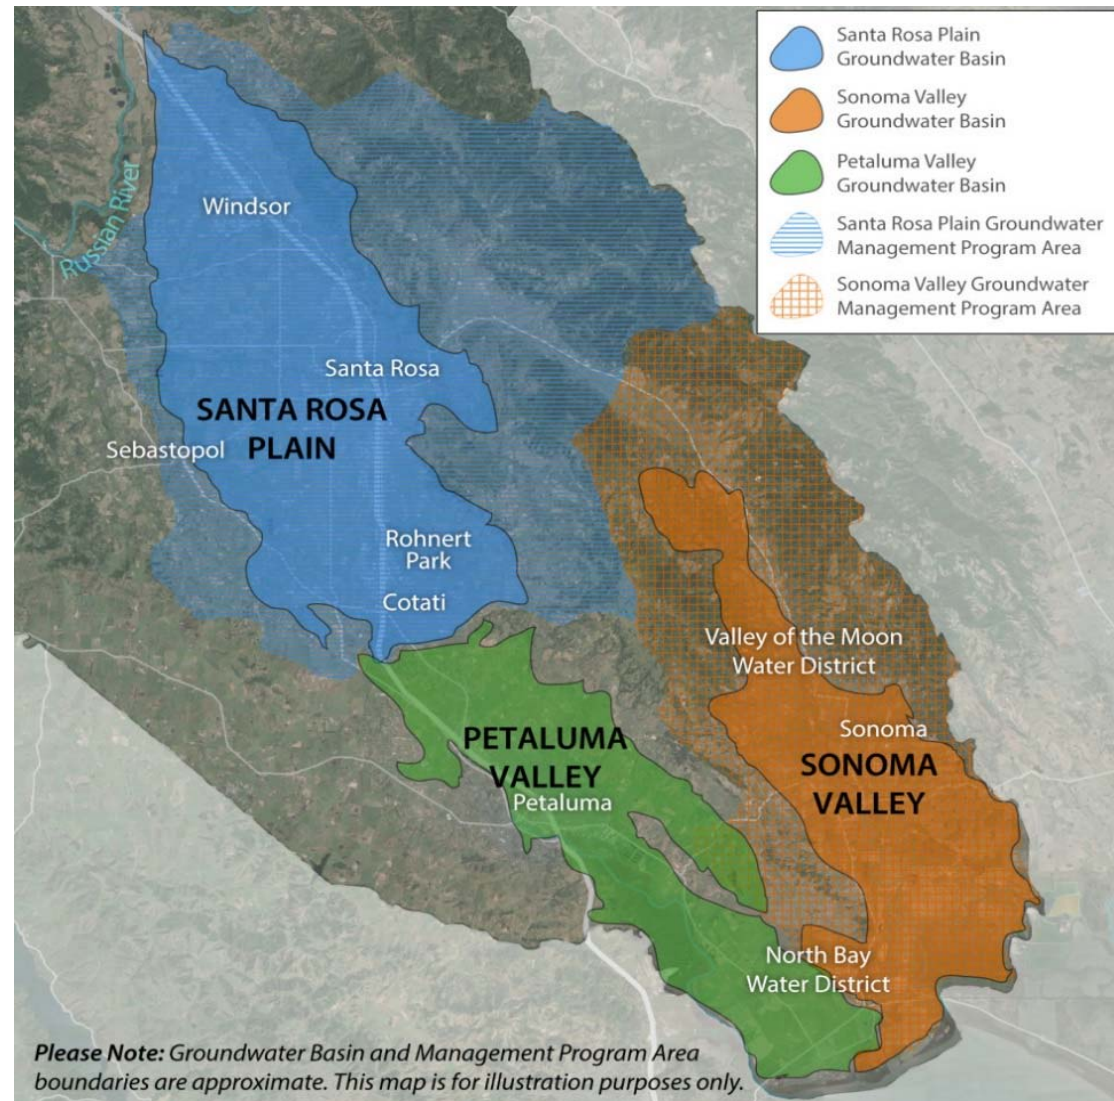 Santa Rosa Plain
Groundwater Basin
Sonoma Valley
Groundwater Basin
Petaluma Valley
Groundwater Basin
Santa Rosa Plain Groundwater
Management Program Area
Sonoma Valley Groundwater
Management Program Area
Russian River
Windsor
Santa Rosa
SANTA ROSA
PLAIN
Sebastopol
Rohnert
Park
Cotati
Valley of the Moon
Water District
Sonoma
SONOMA
VALLEY
PETALUMA
VALLEY
Petaluma
North Bay
Water District
Please Note: Groundwater Basin and Management Program Area
boundaries are approximate. This map is for illustration purposes only.